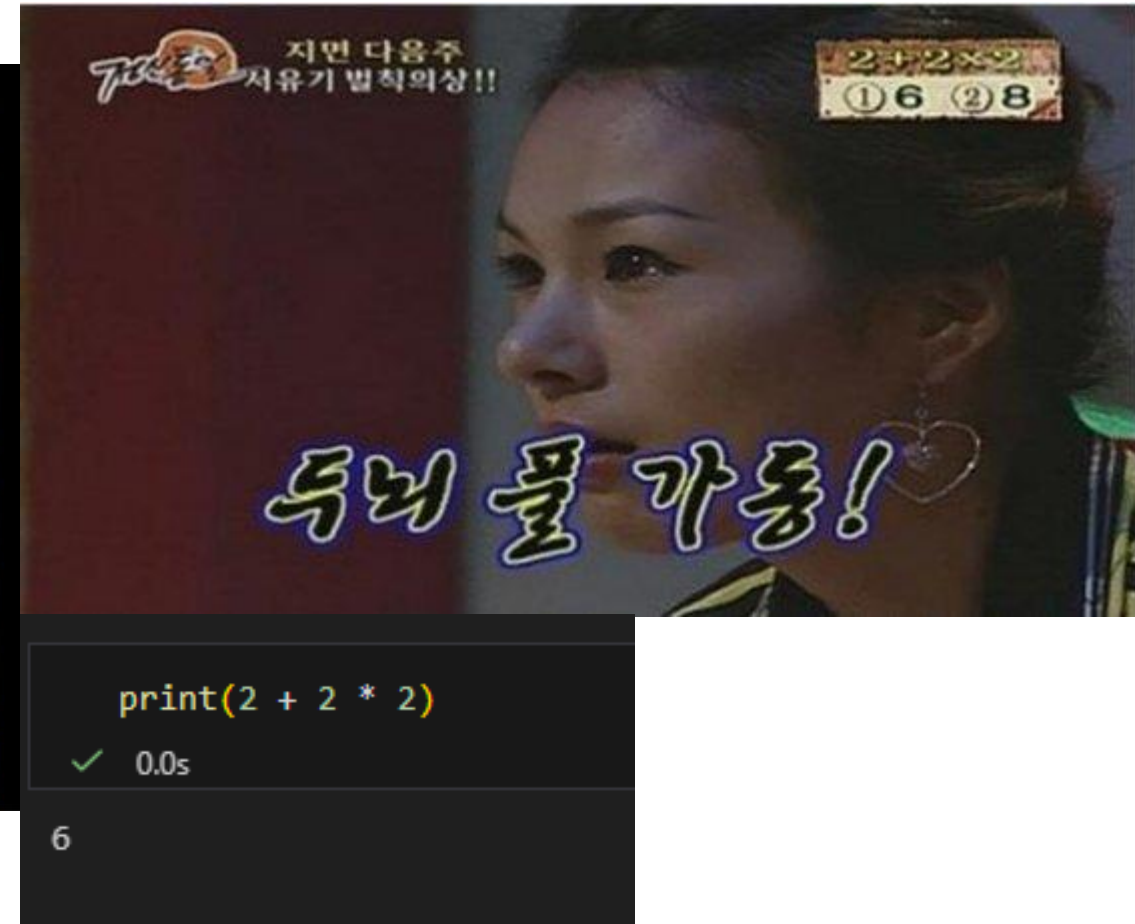 지면 다음주
서유기 벌칙의상!!
2+2×2
①6 ②8
두뇌 풀 가동!
print(2 + 2 * 2)
0.0s
6